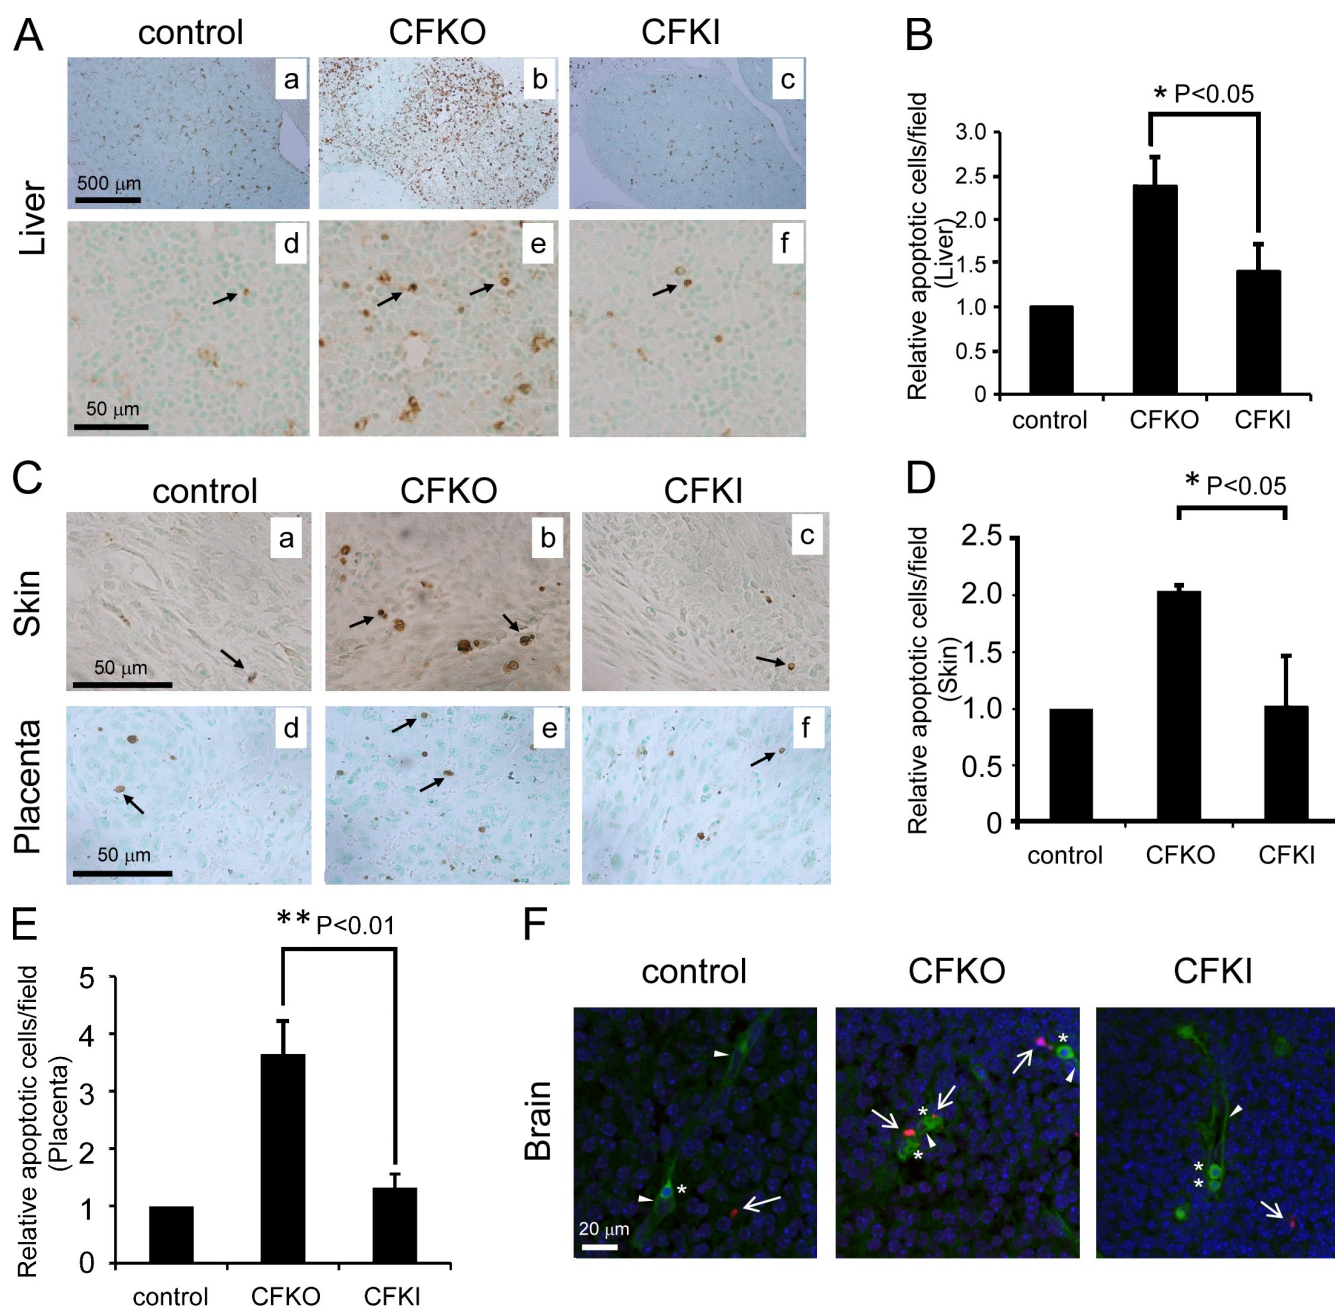 A
control
CFKO
CFKI
Liver
a
b
c
500 μm
d
e
f
50 μm
B
* P<0.05
Relative apoptotic cells/field
(Liver)
3.0
2.5
2.0
1.5
1.0
0.5
0
control
CFKO
CFKI
C
control
CFKO
CFKI
Skin
a
b
c
50 μm
Placenta
d
e
f
50 μm
D
* P<0.05
Relative apoptotic cells/field
(Skin)
2.5
2.0
1.5
1.0
0.5
0
control
CFKO
CFKI
E
** P<0.01
Relative apoptotic cells/field
(Placenta)
5
4
3
2
1
0
control
CFKO
CFKI
F
control
CFKO
CFKI
Brain
*
*
*
*
*
*
20 μm